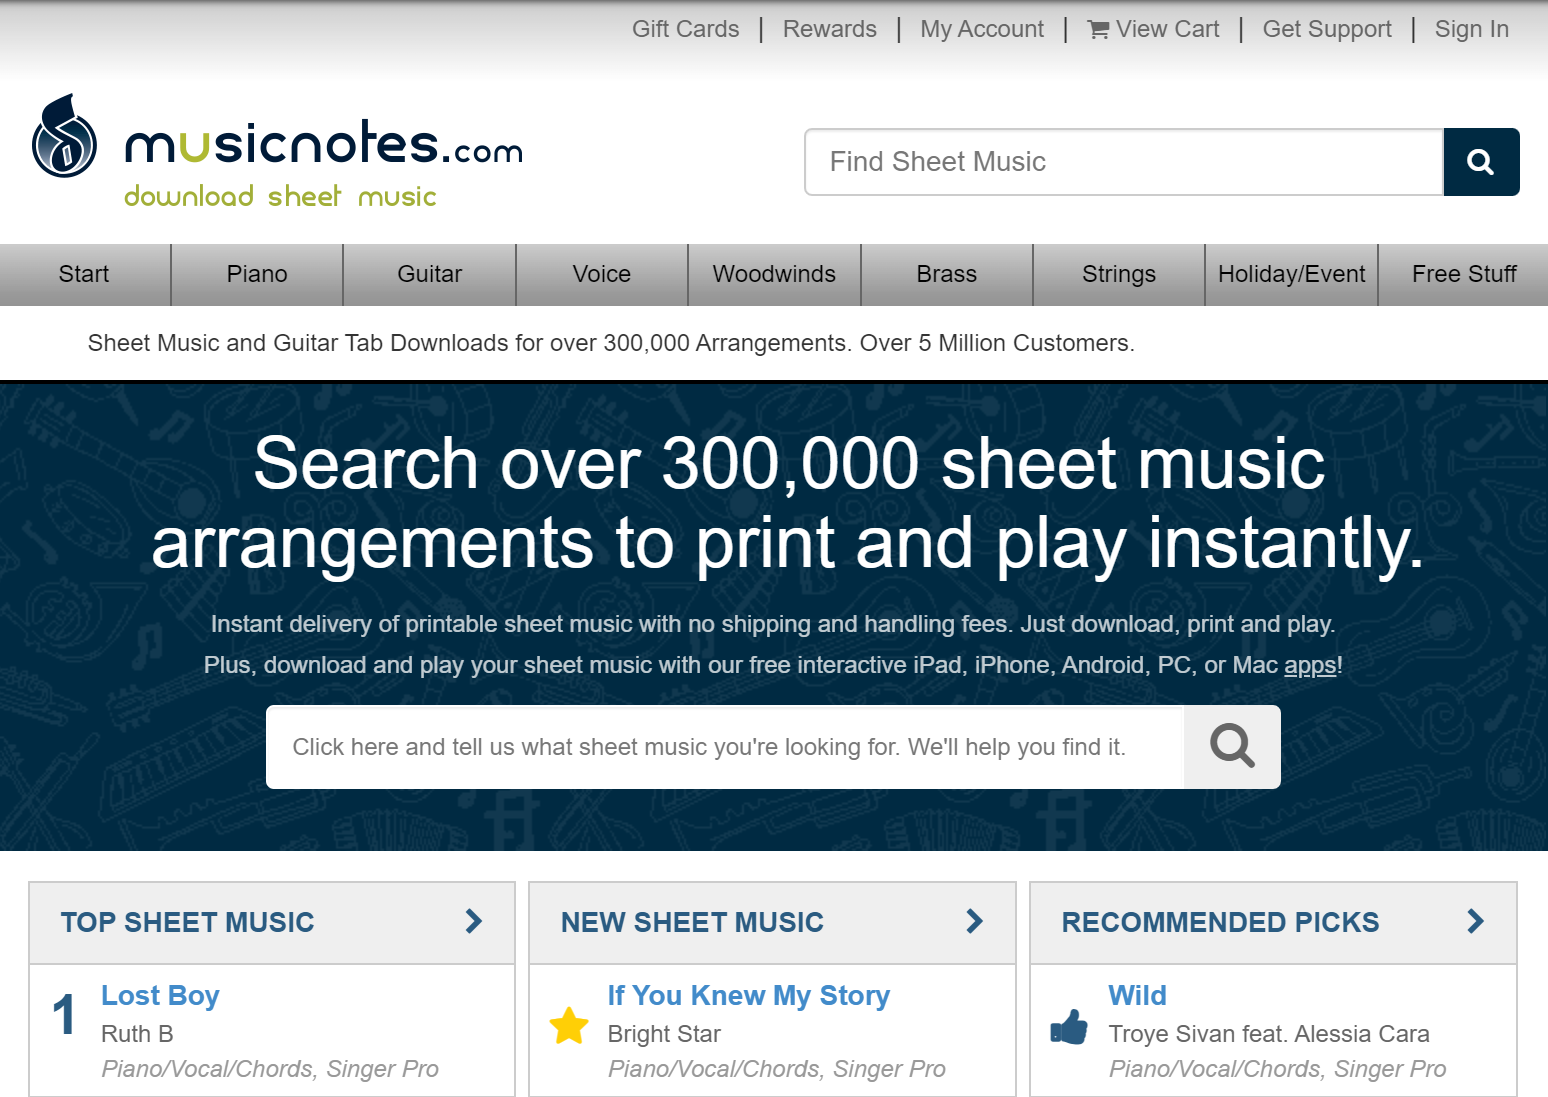 Gift Cards | Rewards | My Account | View Cart | Get Support | Sign In
musicnotes.com
download sheet music
Find Sheet Music
Start Piano Guitar Voice Woodwinds Brass Strings Holiday/Event Free Stuff
Sheet Music and Guitar Tab Downloads for over 300,000 Arrangements. Over 5 Million Customers.
Search over 300,000 sheet music
arrangements to print and play instantly.
Instant delivery of printable sheet music with no shipping and handling fees. Just download, print and play.
Plus, download and play your sheet music with our free interactive iPad, iPhone, Android, PC, or Mac apps!
Click here and tell us what sheet music you're looking for. We'll help you find it.
TOP SHEET MUSIC
1
Lost Boy
Ruth B
Piano/Vocal/Chords, Singer Pro
NEW SHEET MUSIC
If You Knew My Story
Bright Star
Piano/Vocal/Chords, Singer Pro
RECOMMENDED PICKS
Wild
Troye Sivan feat. Alessia Cara
Piano/Vocal/Chords, Singer Pro